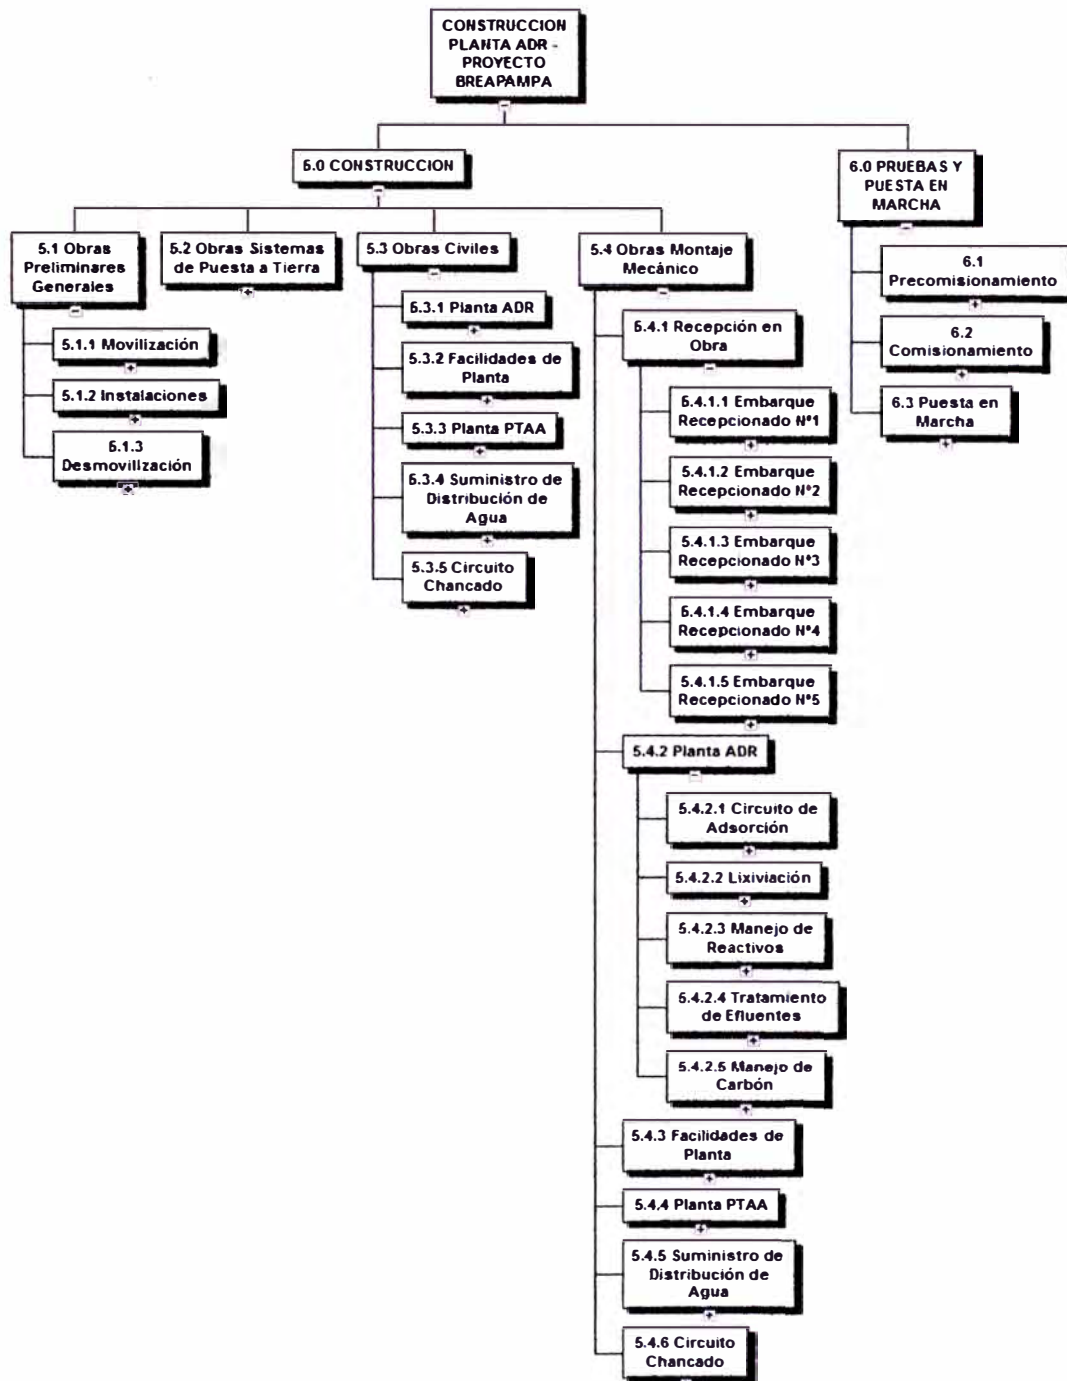 CONSTRUCCION
PLANTA ADR -
PROYECTO
BREAPAMPA
5.0 CONSTRUCCION
6.0 PRUEBAS Y
PUESTA EN
MARCHA
5.1 Obras
Preliminares
Generales
5.1.1 Movilización
5.1.2 Instalaciones
5.1.3
Desmovilización
5.2 Obras Sistemas
de Puesta a Tierra
5.3 Obras Civiles
5.3.1 Planta ADR
5.3.2 Facilidades de
Planta
5.3.3 Planta PTAA
5.3.4 Suministro de
Distribución de
Agua
5.3.5 Circuito
Chancado
5.4 Obras Montaje
Mecánico
5.4.1 Recepción en
Obra
5.4.1.1 Embarque
Recepcionado N°1
5.4.1.2 Embarque
Recepcionado N°2
5.4.1.3 Embarque
Recepcionado N°3
5.4.1.4 Embarque
Recepcionado N°4
5.4.1.5 Embarque
Recepcionado N°5
5.4.2 Planta ADR
5.4.2.1 Circuito de
Adsorción
5.4.2.2 Lixiviación
5.4.2.3 Manejo de
Reactivos
5.4.2.4 Tratamiento
de Efluentes
5.4.2.5 Manejo de
Carbón
5.4.3 Facilidades de
Planta
5.4.4 Planta PTAA
5.4.5 Suministro de
Distribución de
Agua
5.4.6 Circuito
Chancado
6.1
Precomisionamiento
6.2
Comisionamiento
6.3 Puesta en
Marcha